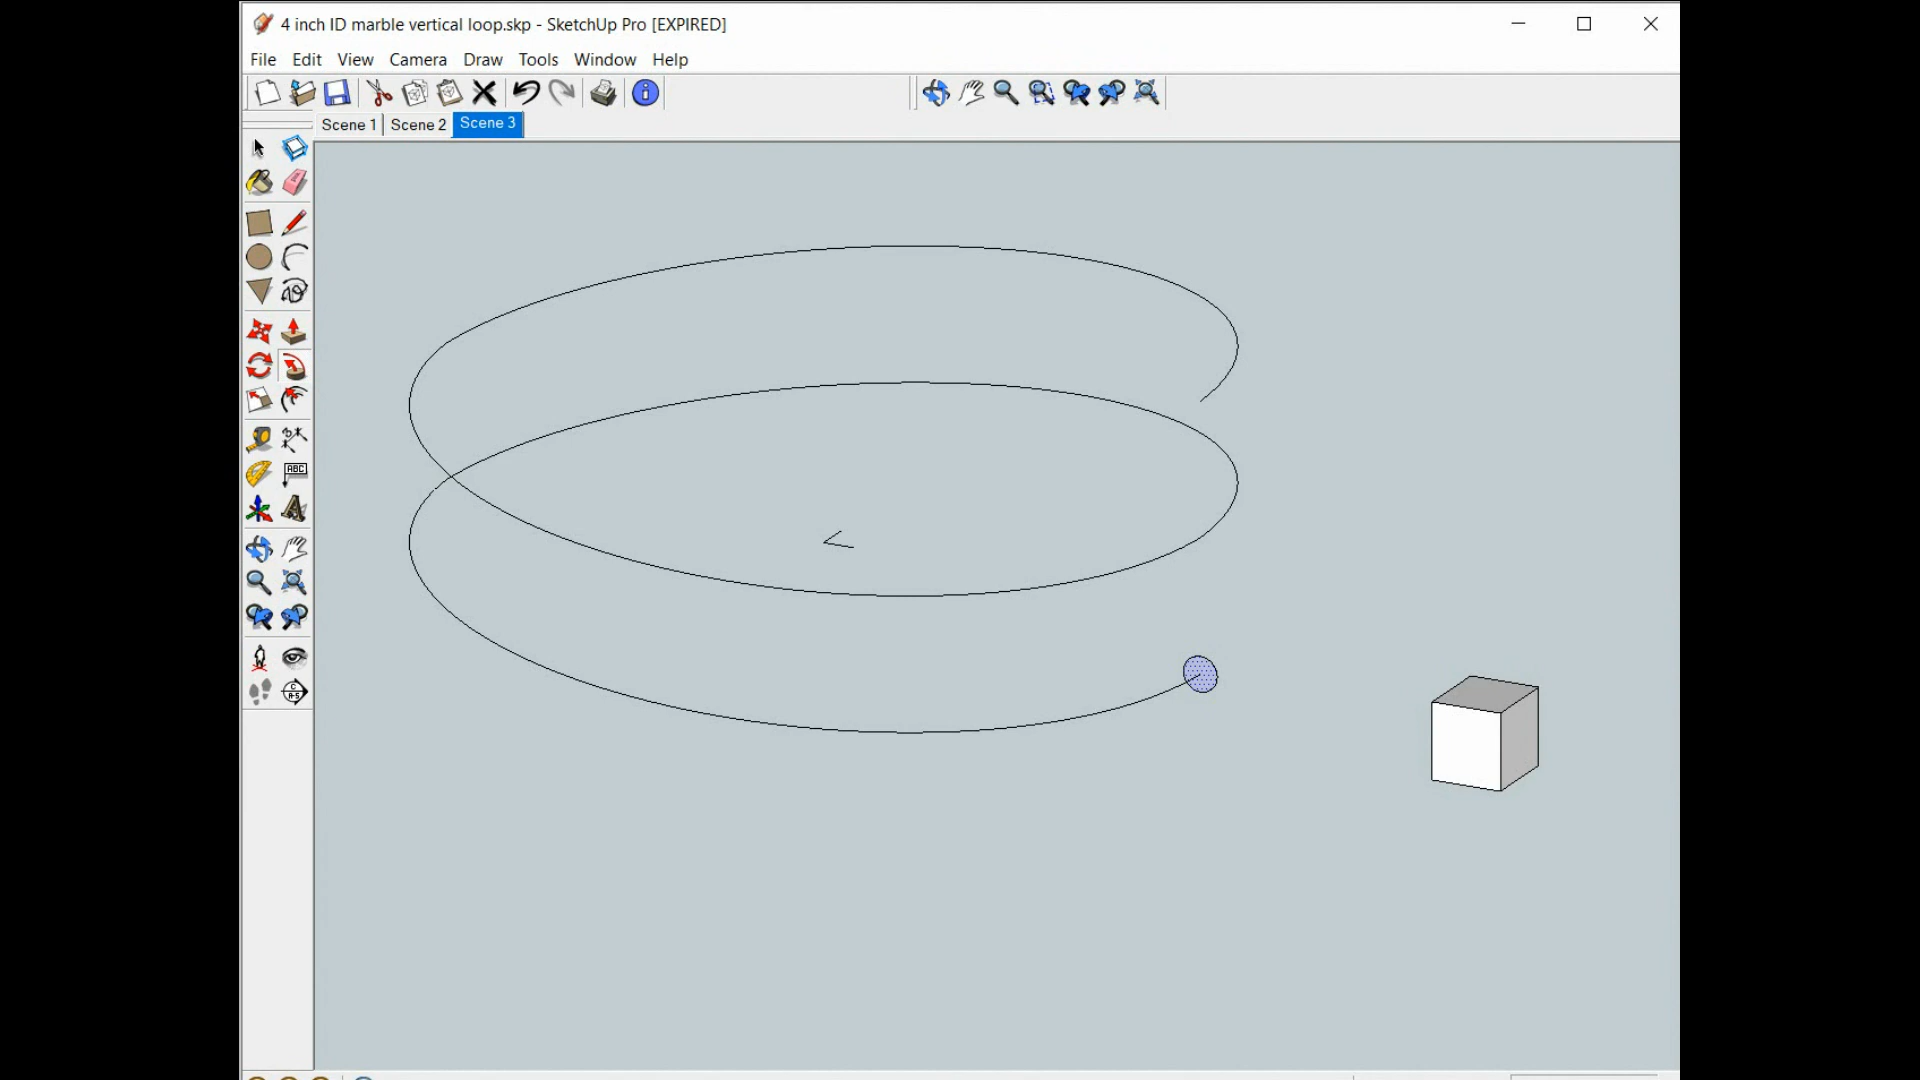 4 inch ID marble vertical loop.skp - SketchUp Pro [EXPIRED]
File Edit View Camera Draw Tools Window Help
Scene 1 Scene 2 Scene 3
ABC